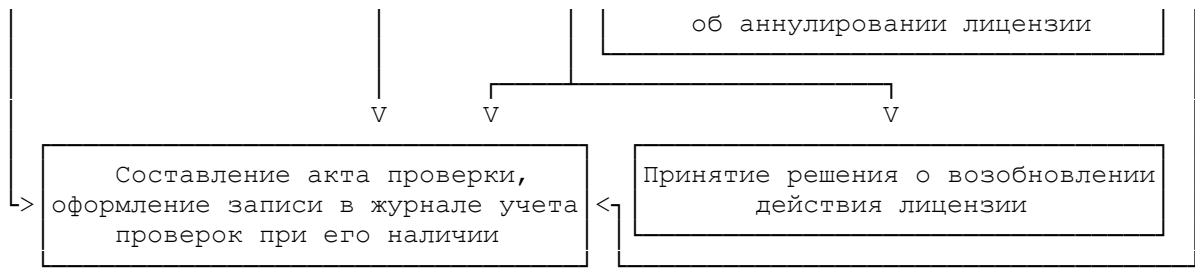 об аннулировании лицензии
V V V
Составление акта проверки,
оформление записи в журнале учета
проверок при его наличии
Принятие решения о возобновлении
действия лицензии